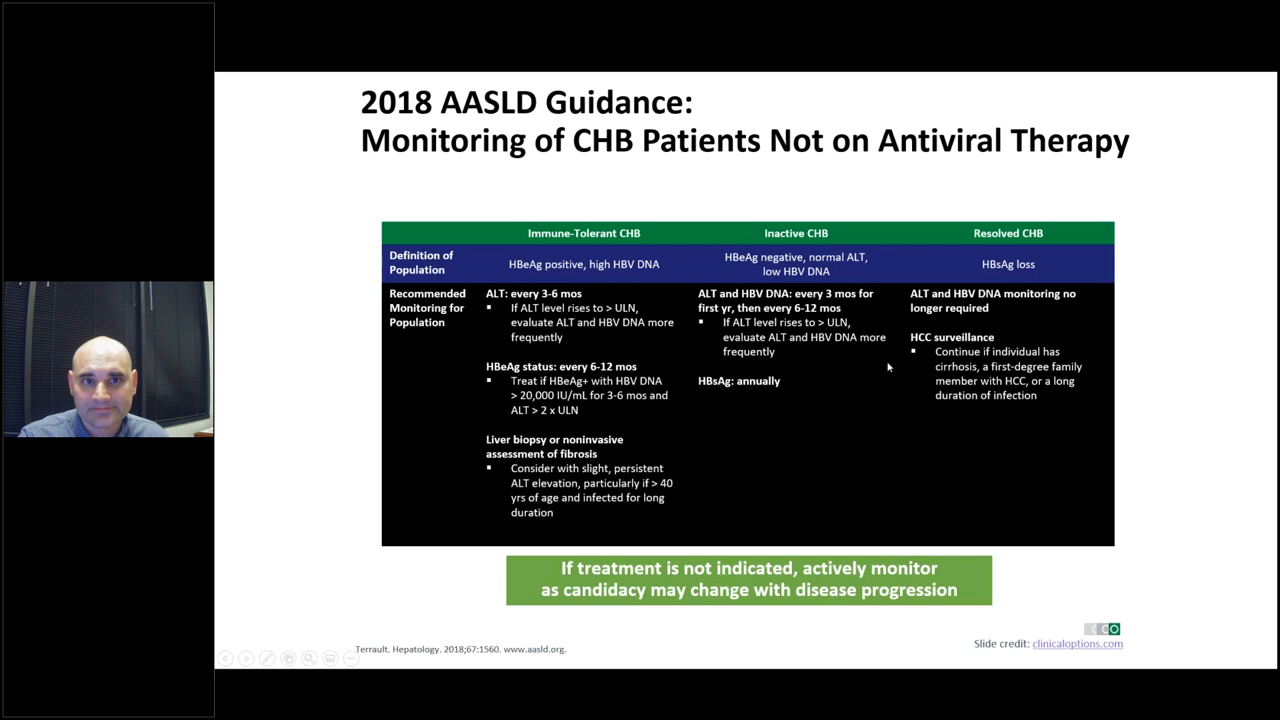 2018 AASLD Guidance:
Monitoring of CHB Patients Not on Antiviral Therapy
Immune-Tolerant CHB
Inactive CHB
Resolved CHB
Definition of
Population
HBeAg positive, high HBV DNA
HBeAg negative, normal ALT,
low HBV DNA
HBsAg loss
Recommended
Monitoring for
Population
ALT: every 3-6 mos
▪ If ALT level rises to > ULN,
evaluate ALT and HBV DNA more
frequently
HBeAg status: every 6-12 mos
▪ Treat if HBeAg+ with HBV DNA
> 20,000 IU/mL for 3-6 mos and
ALT > 2 x ULN
Liver biopsy or noninvasive
assessment of fibrosis
▪ Consider with slight, persistent
ALT elevation, particularly if > 40
yrs of age and infected for long
duration
ALT and HBV DNA: every 3 mos for
first yr, then every 6-12 mos
▪ If ALT level rises to > ULN,
evaluate ALT and HBV DNA more
frequently
HBsAg: annually
ALT and HBV DNA monitoring no
longer required
HCC surveillance
▪ Continue if individual has
cirrhosis, a first-degree family
member with HCC, or a long
duration of infection
If treatment is not indicated, actively monitor
as candidacy may change with disease progression
CCO
Slide credit: clinicaloptions.com
Terrault. Hepatology. 2018;67:1560. www.aasld.org.